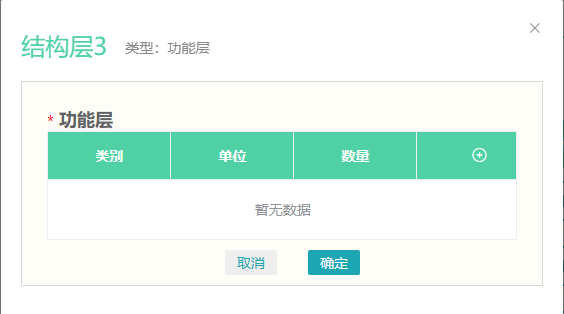 结构层3 类型：功能层
* 功能层
类别 单位 数量
暂无数据
取消 确定